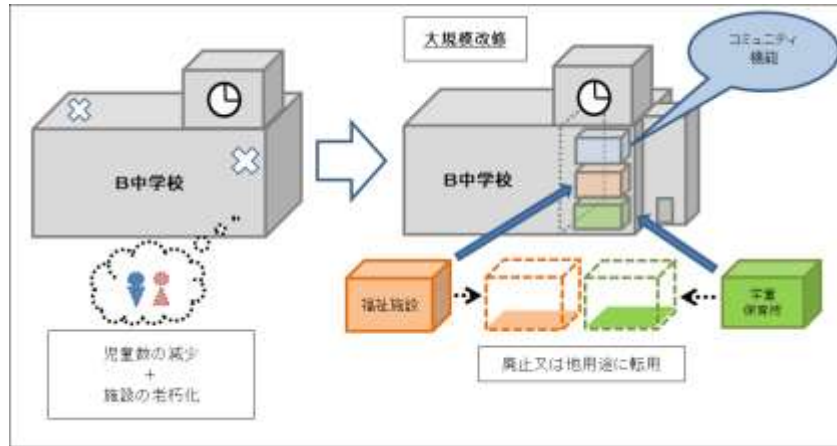 大規模改修
コミュニティ
機能
B中学校
B中学校
福祉施設
学童
保育所
児童数の減少
+
施設の老朽化
廃止又は地用途に転用